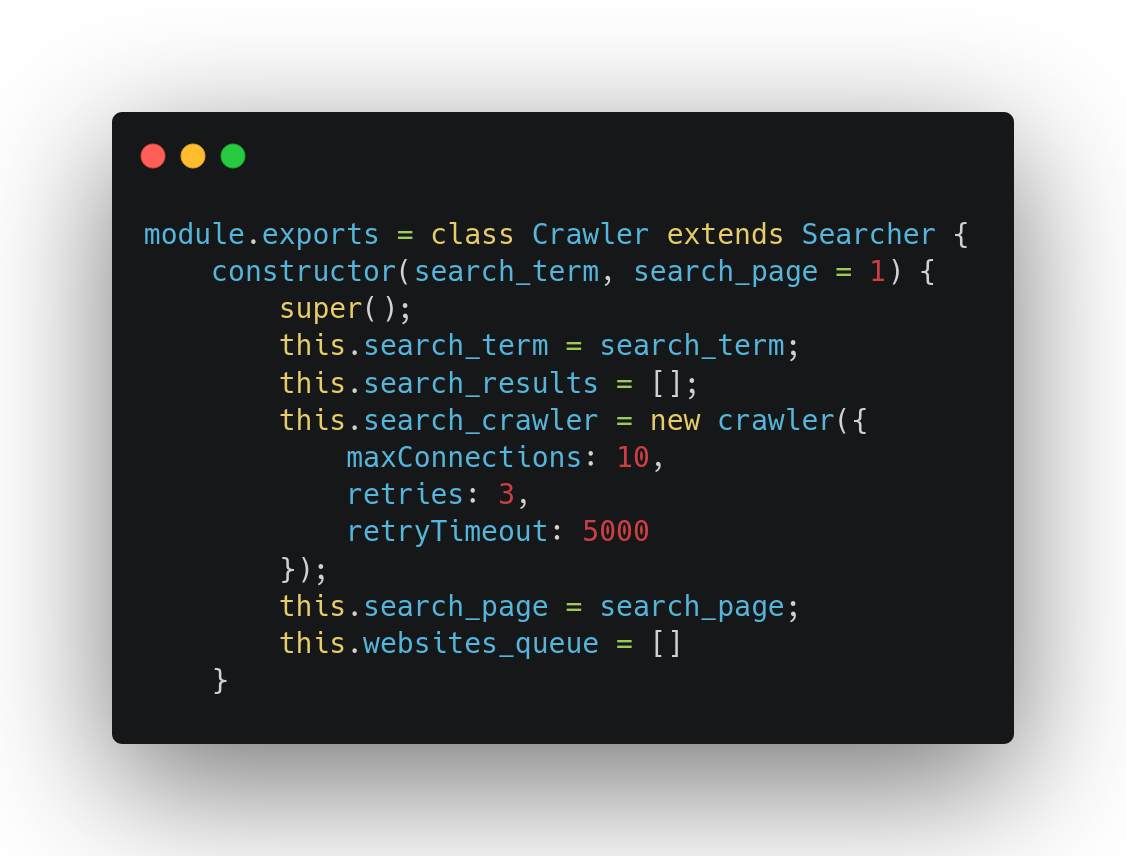 module.exports = class Crawler extends Searcher {
    constructor(search_term, search_page = 1) {
        super();
        this.search_term = search_term;
        this.search_results = [];
        this.search_crawler = new crawler({
            maxConnections: 10,
            retries: 3,
            retryTimeout: 5000
        });
        this.search_page = search_page;
        this.websites_queue = []
    }